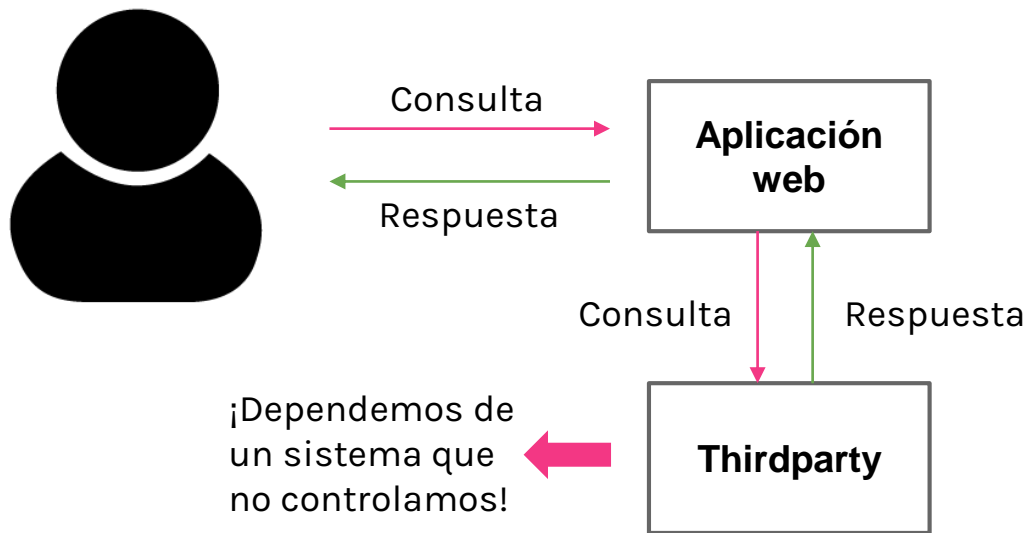 Consulta
Aplicación
web
Respuesta
Consulta
Respuesta
¡Dependemos de
un sistema que
no controlamos!
Thirdparty